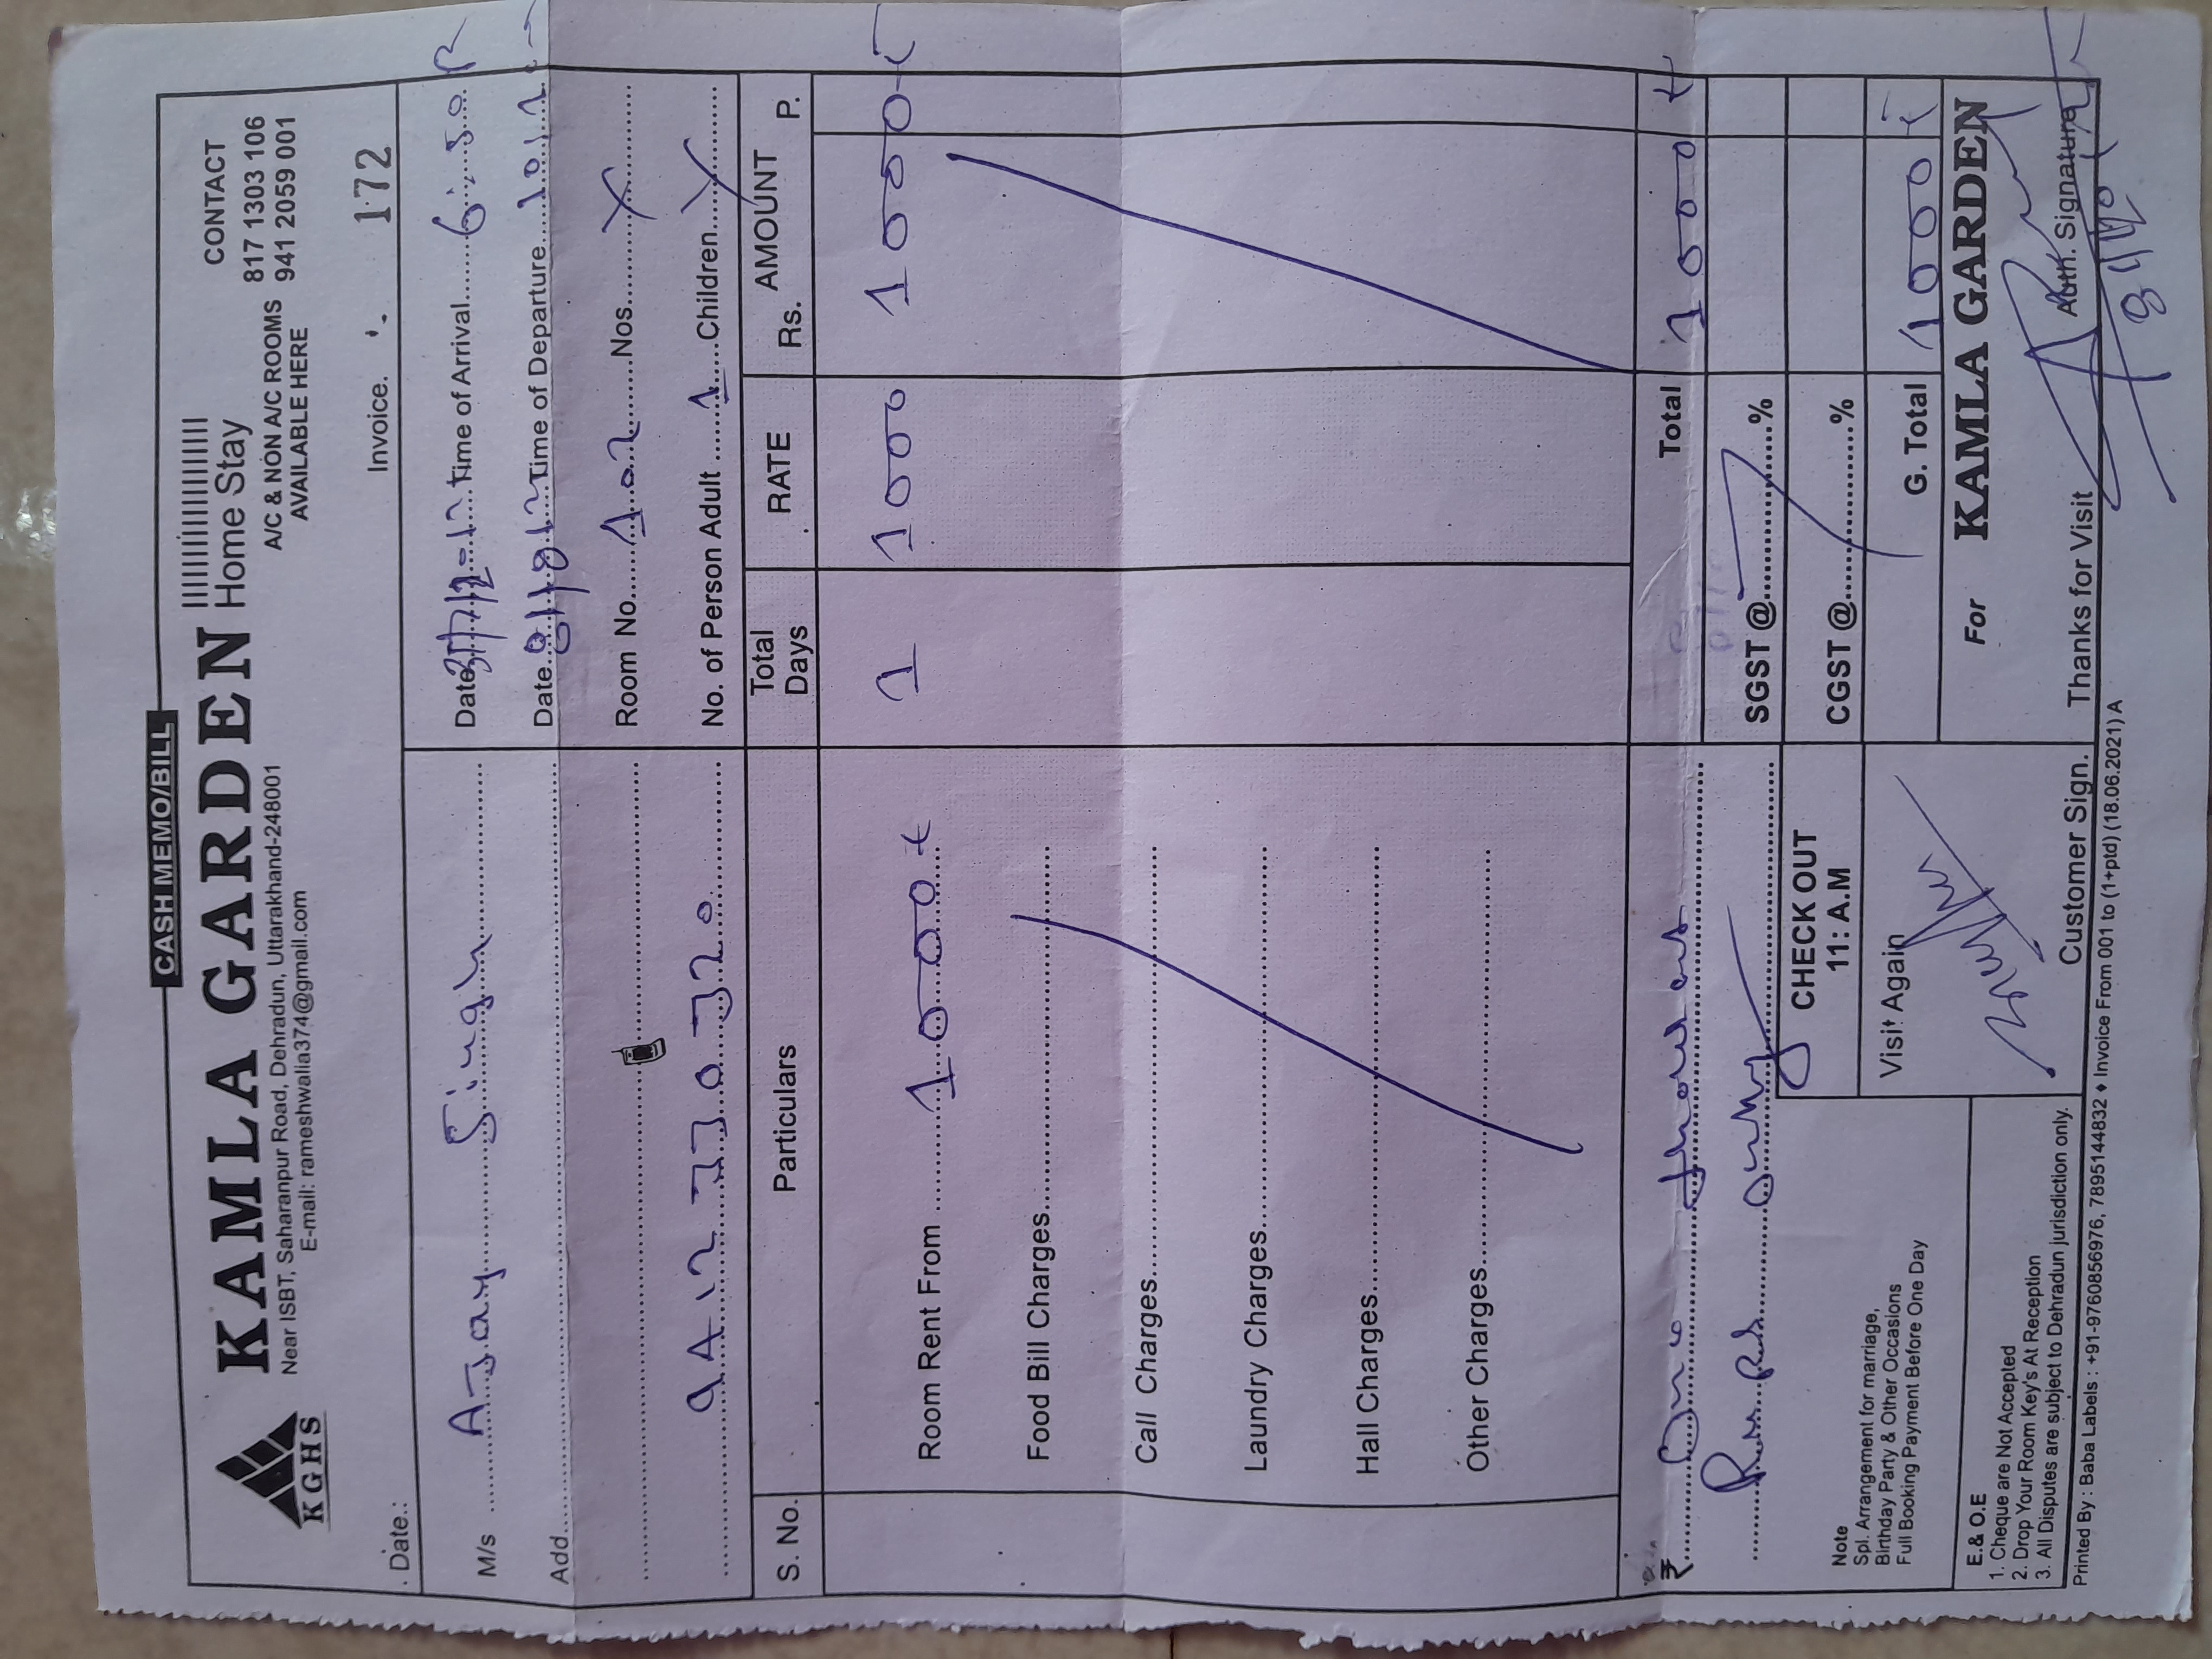 CASH MEMO/BILL
KGHS
KAMLA GARDEN Home Stay
Near ISBT, Saharanpur Road, Dehradun, Uttarakhand-248001
E-mail: rameshwalia374@gmail.com
A/C & NON A/C ROOMS
AVAILABLE HERE
CONTACT
817 1303 106
941 2059 001
Date.:
Invoice. 172
M/s Ajay Singh
Add.
Date Time of Arrival
Date Time of Departure
Room No. 102 Nos.
No. of Person Adult 1 Children
S. No. Particulars Total Days RATE AMOUNT
Rs. P.
Room Rent From 1000 1 1000 1000
Food Bill Charges
Call Charges
Laundry Charges
Hall Charges
Other Charges
₹ One thousand Total 1000
only
SGST @ %
CGST @ %
G. Total 1000
CHECK OUT
11: A.M
Visit Again
Customer Sign.
For KAMLA GARDEN
Auth. Signature
Thanks for Visit
Note
Spl. Arrangement for marriage,
Birthday Party & Other Occasions
Full Booking Payment Before One Day
E.& O.E
1. Cheque are Not Accepted
2. Drop Your Room Key's At Reception
3. All Disputes are subject to Dehradun jurisdiction only.
Printed By : Baba Labels : +91-9760856976, 7895144832 ♦ Invoice From 001 to (1+ptd) (18.06.2021) A